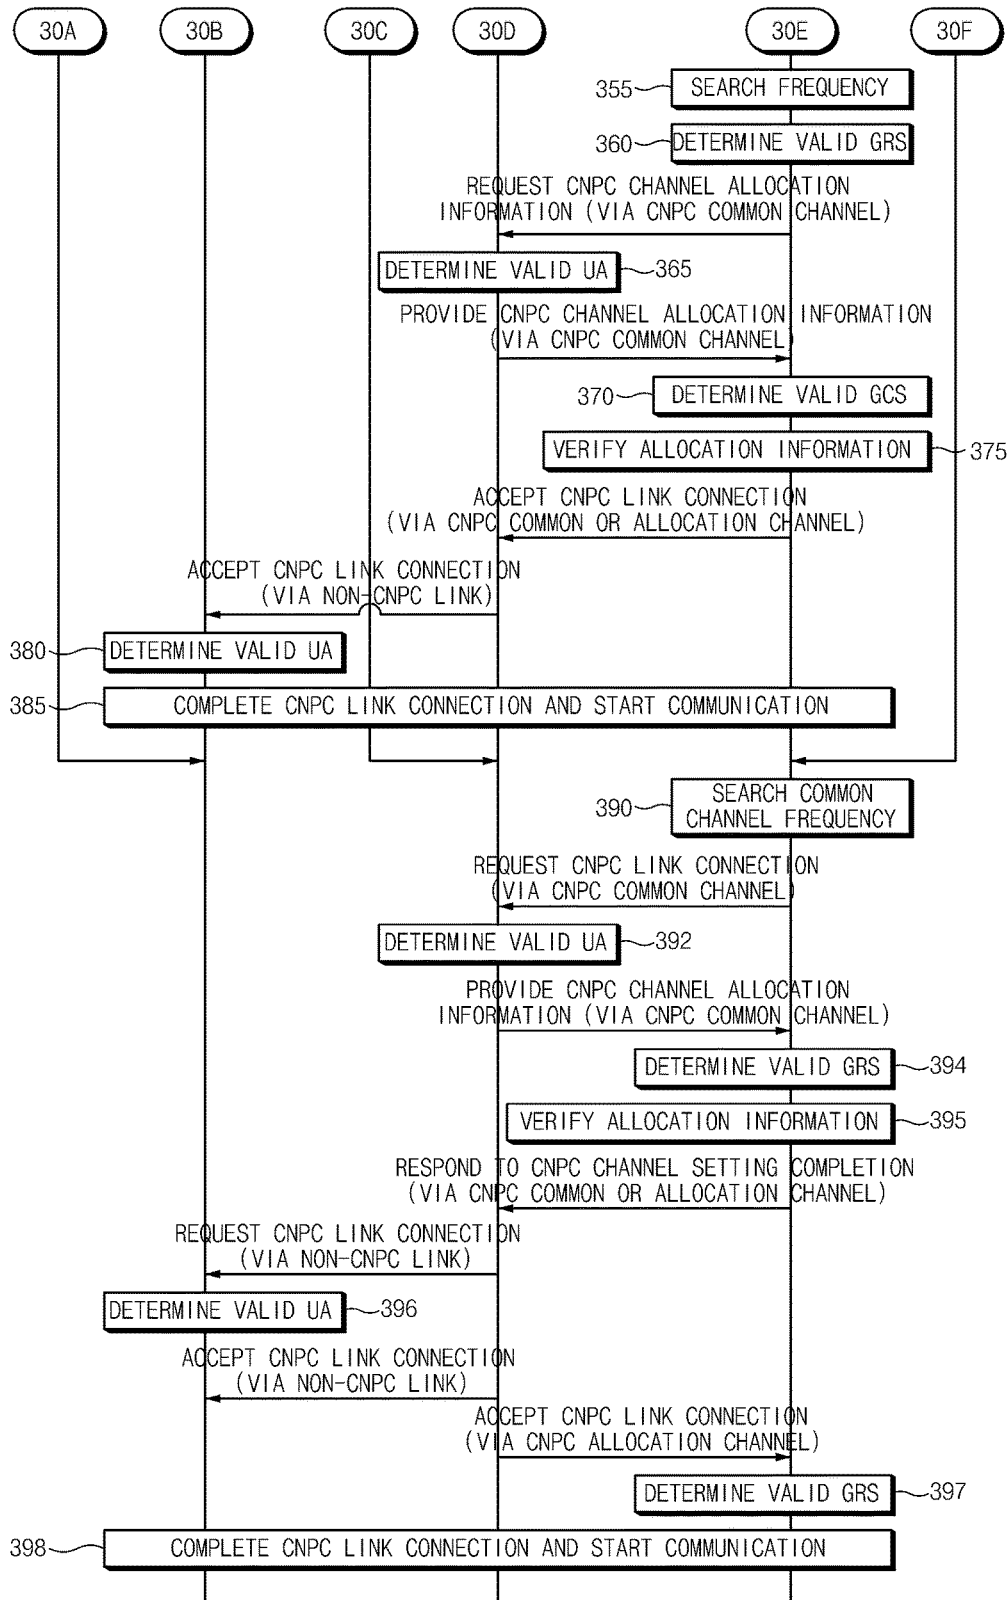 30A 30B 30C 30D 30E 30F
355 SEARCH FREQUENCY
360 DETERMINE VALID GRS
REQUEST CNPC CHANNEL ALLOCATION
INFORMATION (VIA CNPC COMMON CHANNEL)
DETERMINE VALID UA 365
PROVIDE CNPC CHANNEL ALLOCATION INFORMATION
(VIA CNPC COMMON CHANNEL)
370 DETERMINE VALID GCS
VERIFY ALLOCATION INFORMATION 375
ACCEPT CNPC LINK CONNECTION
(VIA CNPC COMMON OR ALLOCATION CHANNEL)
ACCEPT CNPC LINK CONNECTION
(VIA NON-CNPC LINK)
380 DETERMINE VALID UA
385 COMPLETE CNPC LINK CONNECTION AND START COMMUNICATION
390 SEARCH COMMON
CHANNEL FREQUENCY
REQUEST CNPC LINK CONNECTION
(VIA CNPC COMMON CHANNEL)
DETERMINE VALID UA 392
PROVIDE CNPC CHANNEL ALLOCATION
INFORMATION (VIA CNPC COMMON CHANNEL)
DETERMINE VALID GRS 394
VERIFY ALLOCATION INFORMATION 395
RESPOND TO CNPC CHANNEL SETTING COMPLETION
(VIA CNPC COMMON OR ALLOCATION CHANNEL)
REQUEST CNPC LINK CONNECTION
(VIA NON-CNPC LINK)
DETERMINE VALID UA 396
ACCEPT CNPC LINK CONNECTION
(VIA NON-CNPC LINK)
ACCEPT CNPC LINK CONNECTION
(VIA CNPC ALLOCATION CHANNEL)
DETERMINE VALID GRS 397
398 COMPLETE CNPC LINK CONNECTION AND START COMMUNICATION